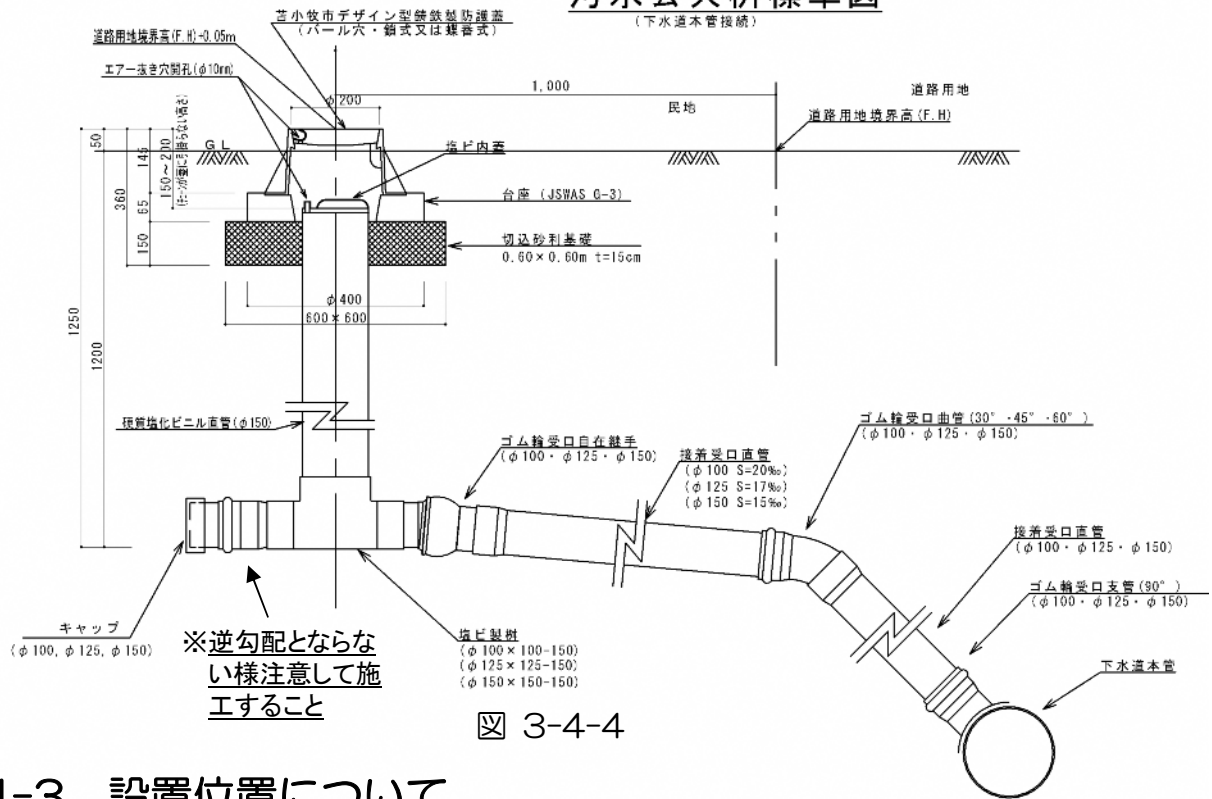 汚水公共桝標準図
(下水道本管接続)
苫小牧市デザイン型鋳鉄製防護蓋
(バール穴・鎖式又は蝶番式)
道路用地境界高(F.H)+0.05m
エアー抜き穴開孔(φ10mm)
φ200
1,000
民地
道路用地
道路用地境界高(F.H)
GL
50
145
150～200
360
65
150
塩ビ内蓋
台座 (JSWAS G-3)
切込砂利基礎
0.60×0.60m t=15cm
φ400
600×600
1250
1200
硬質塩化ビニル直管(φ150)
ゴム輪受口自在継手
(φ100・φ125・φ150)
接着受口直管
(φ100 S=20‰)
(φ125 S=17‰)
(φ150 S=15‰)
ゴム輪受口曲管(30°・45°・60°)
(φ100・φ125・φ150)
接着受口直管
(φ100・φ125・φ150)
ゴム輪受口支管(90°)
(φ100・φ125・φ150)
下水道本管
キャップ
(φ100,φ125,φ150)
※逆勾配とならな
い様注意して施
工すること
塩ビ製樹
(φ100×100-150)
(φ125×125-150)
(φ150×150-150)
図 3-4-4
1-3 設置位置について